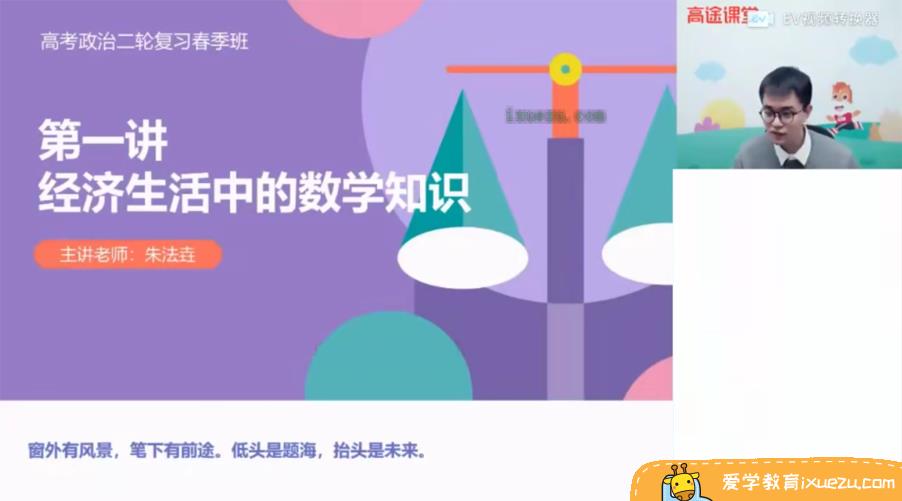 高考政治二轮复习春季班
第一讲
经济生活中的数学知识
主讲老师：朱法垚
窗外有风景，笔下有前途。低头是题海，抬头是未来。
高途课堂
EV视频转换器
ixuezu.com
爱学教育ixuezu.com